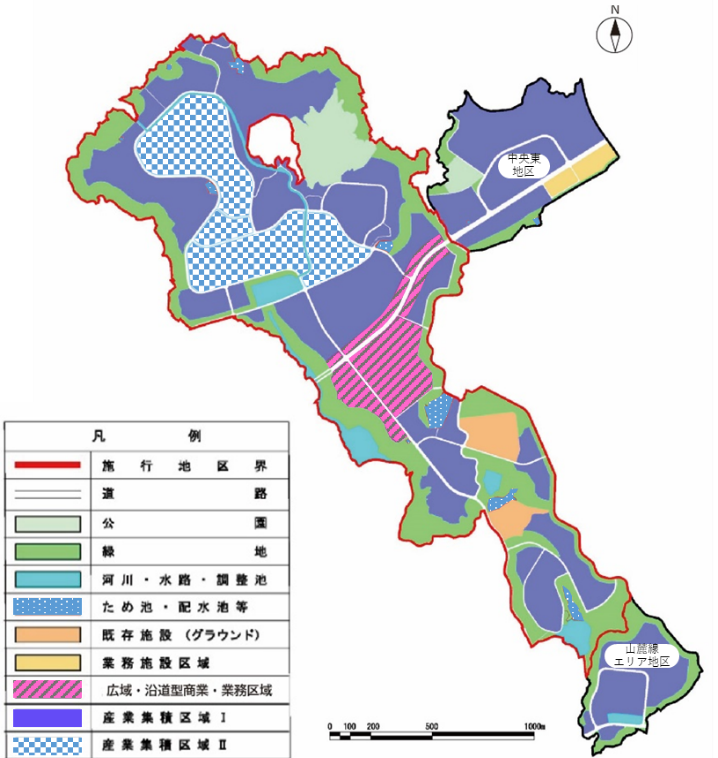 N
中央東
地区
山麓線
エリア地区
凡 例
施行地区界
道路
公園
緑地
河川・水路・調整池
ため池・配水池等
既存施設（グラウンド）
業務施設区域
広域・沿道型商業・業務区域
産業集積区域Ⅰ
産業集積区域Ⅱ
0 100 200 500 1000m